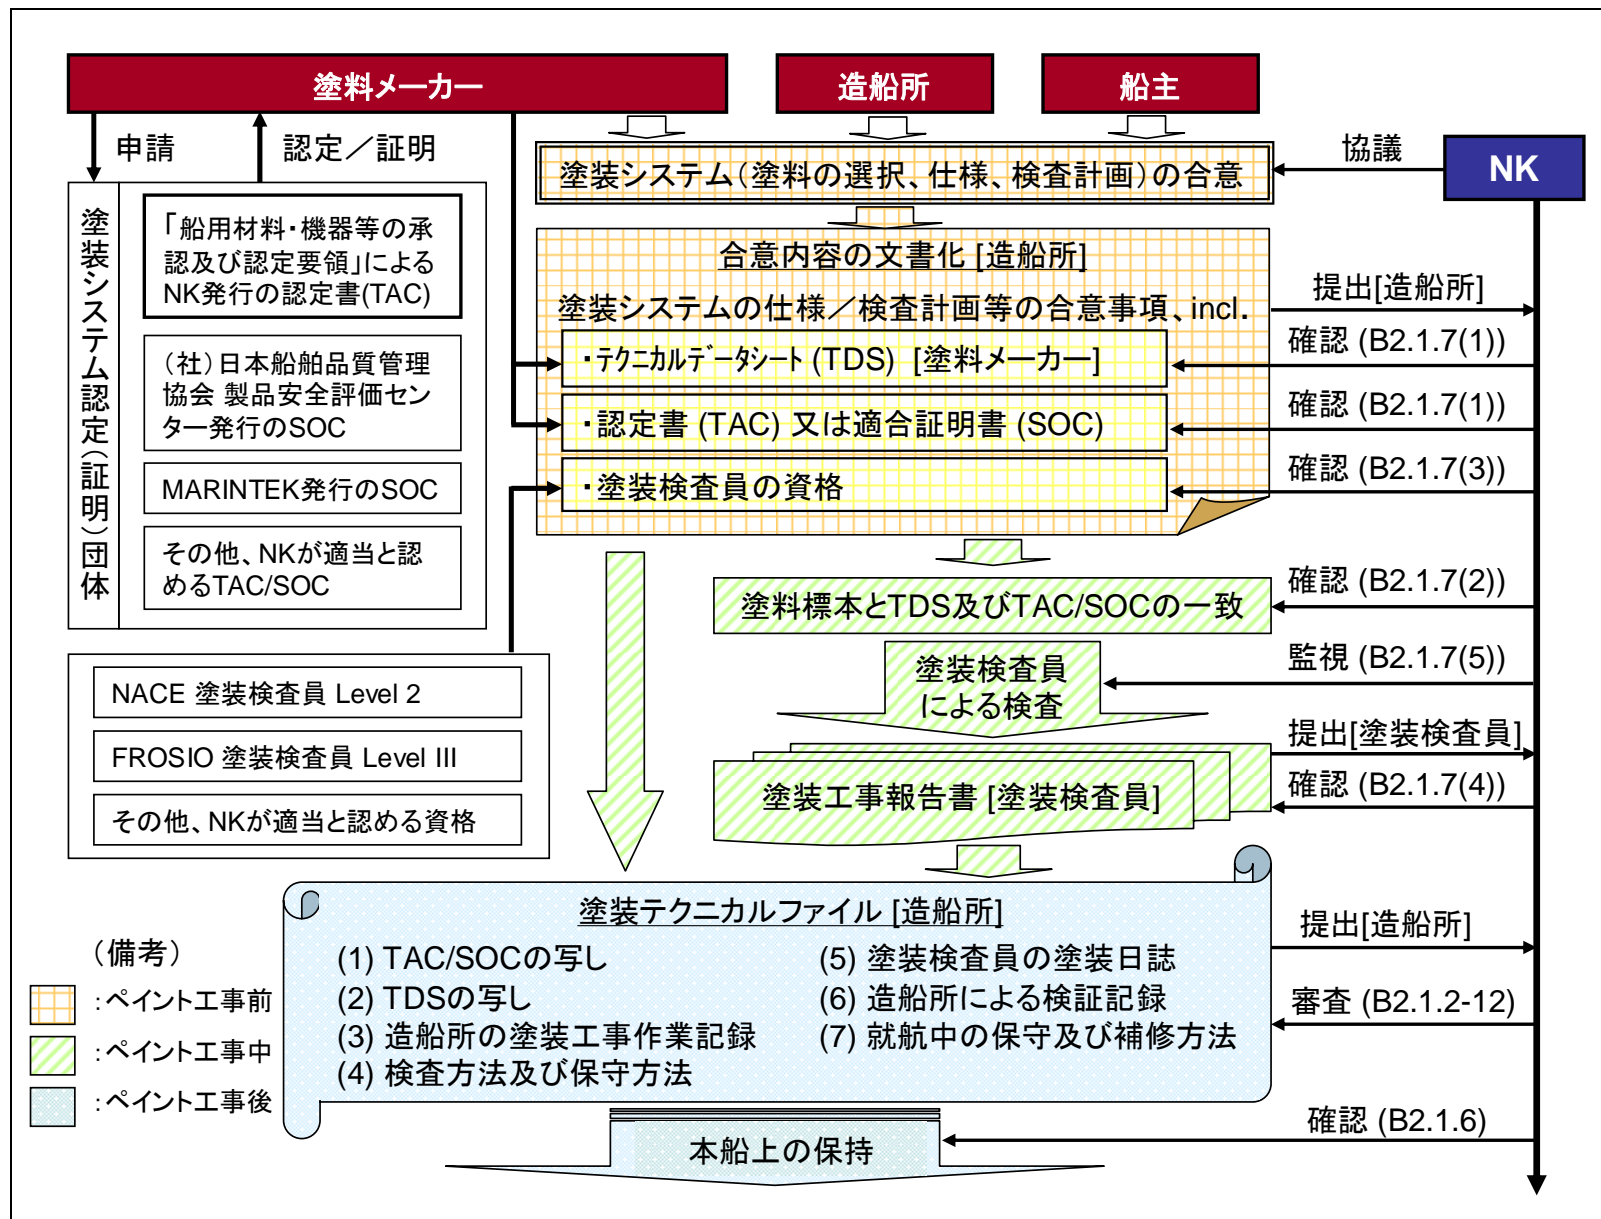 塗料メーカー
造船所
船主
申請
認定／証明
協議
NK
塗装システム（塗料の選択、仕様、検査計画）の合意
塗装システム認定（証明）団体
「船用材料・機器等の承
認及び認定要領」による
NK発行の認定書(TAC)
（社）日本船舶品質管理
協会 製品安全評価セン
ター発行のSOC
MARINTEK発行のSOC
その他、NKが適当と認
めるTAC/SOC
合意内容の文書化 [造船所]
塗装システムの仕様／検査計画等の合意事項、incl.
・テクニカルデータシート (TDS) [塗料メーカー]
・認定書 (TAC) 又は適合証明書 (SOC)
・塗装検査員の資格
提出[造船所]
確認 (B2.1.7(1))
確認 (B2.1.7(1))
確認 (B2.1.7(3))
塗料標本とTDS及びTAC/SOCの一致
確認 (B2.1.7(2))
塗装検査員
による検査
監視 (B2.1.7(5))
NACE 塗装検査員 Level 2
FROSIO 塗装検査員 Level III
その他、NKが適当と認める資格
塗装工事報告書 [塗装検査員]
提出[塗装検査員]
確認 (B2.1.7(4))
塗装テクニカルファイル [造船所]
(1) TAC/SOCの写し
(2) TDSの写し
(3) 造船所の塗装工事作業記録
(4) 検査方法及び保守方法
(5) 塗装検査員の塗装日誌
(6) 造船所による検証記録
(7) 就航中の保守及び補修方法
提出[造船所]
審査 (B2.1.2-12)
（備考）
：ペイント工事前
：ペイント工事中
：ペイント工事後
本船上の保持
確認 (B2.1.6)